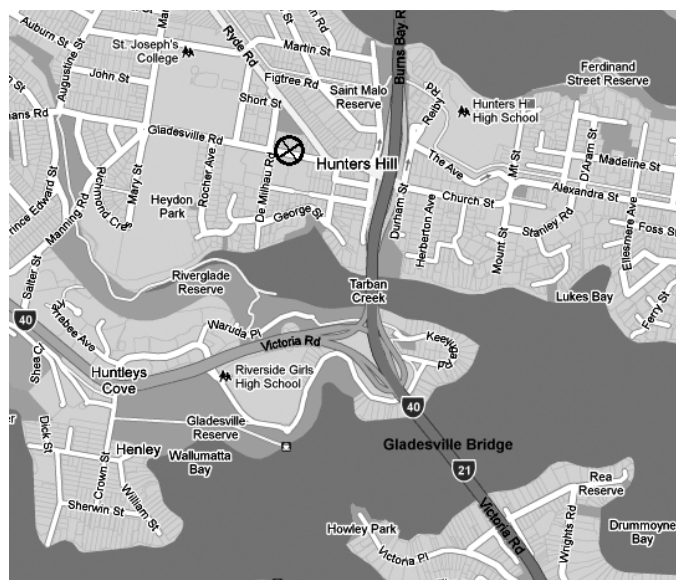 Auburn St
Augustine St
Mar
St. Joseph's
College
Ryde Rd
Martin St
Burns Bay R
John St
Figtree Rd
Saint Malo
Reserve
Ferdinand
Street Reserve
Short St
Reiby
Rd
Hunters Hill
High School
ans Rd
Gladesville Rd
Hunters Hill
The Ave
Mt St
D'Aram St
Madeline St
Prince Edward St
Manning Rd
Richmond Cres
Mary St
Rocher Ave
De Milhau Rd
Heydon
Park
George St
Durham St
Church St
Herberton Ave
Alexandra St
Stanley Rd
Mount St
Ellesmere Ave
Foss St
Salter St
Riverglade
Reserve
Tarban
Creek
Lukes Bay
Ferry St
40
Waruda Pl
Victoria Rd
Shea Cr
Huntleys
Cove
Riverside Girls
High School
40
Gladesville
Reserve
Gladesville Bridge
Dick St
Henley
Wallumatta
Bay
21
Crown St
William St
Sherwin St
Howley Park
Victoria Pl
Victoria Rd
Wrights Rd
Rea
Reserve
Drummoyne
Bay